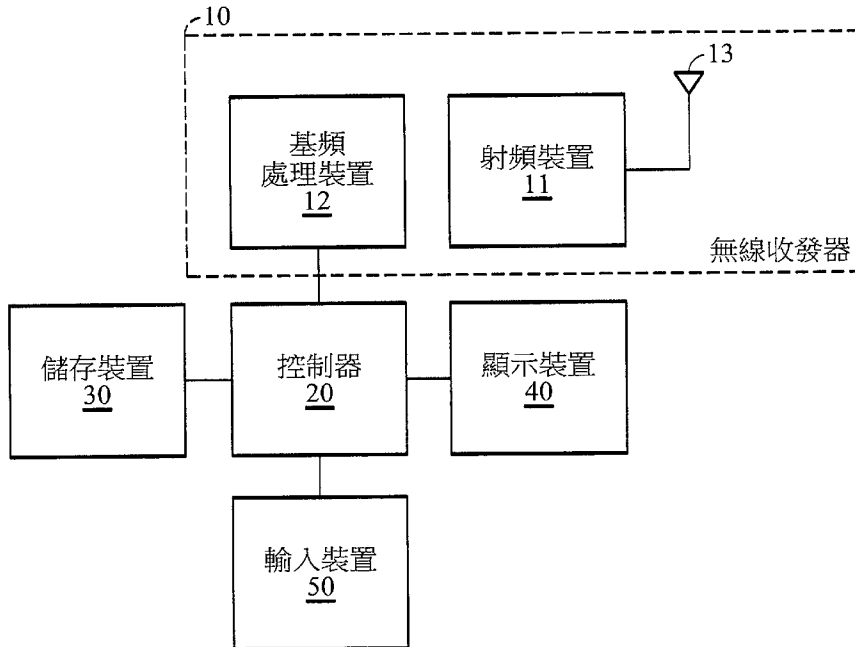 10
13
基頻
處理裝置
12
射頻裝置
11
無線收發器
儲存裝置
30
控制器
20
顯示裝置
40
輸入裝置
50